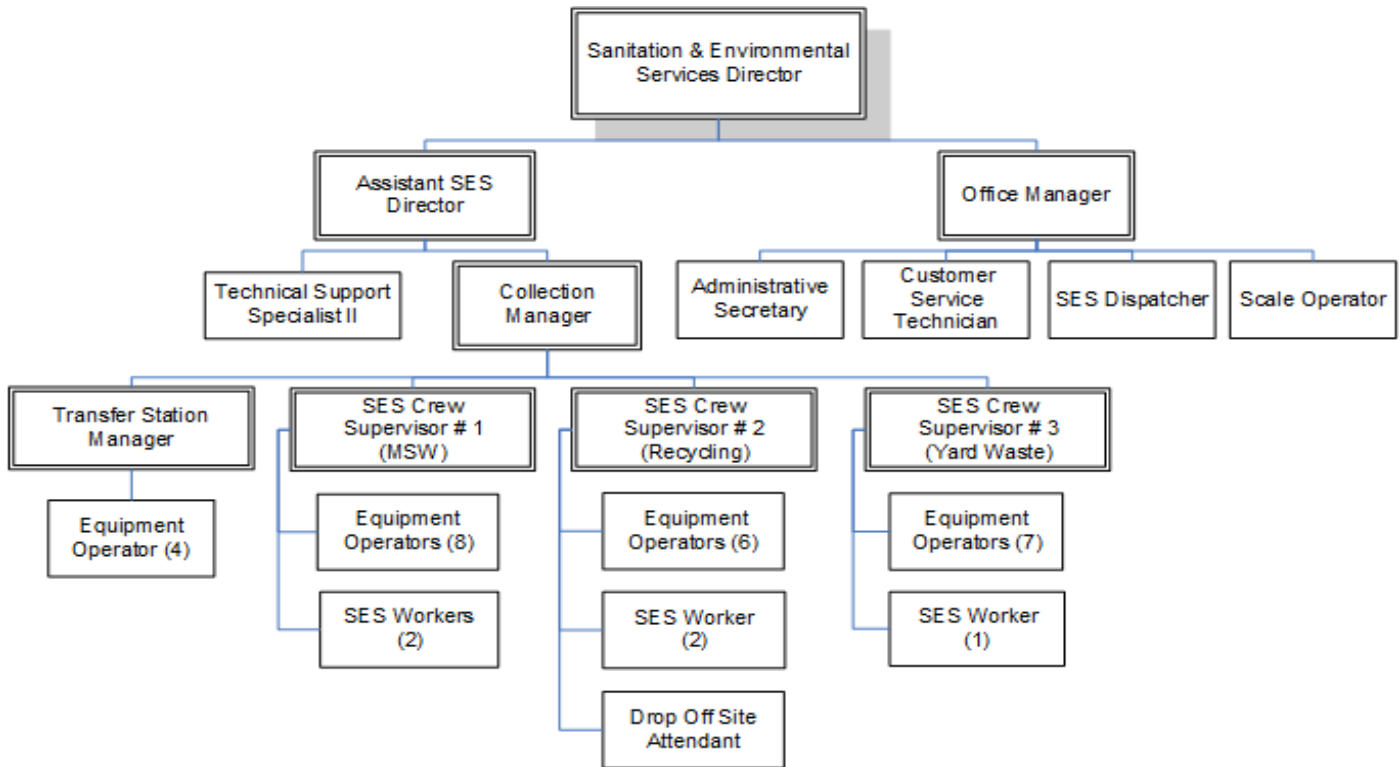 Sanitation & Environmental
Services Director
Assistant SES
Director
Office Manager
Technical Support
Specialist II
Collection
Manager
Administrative
Secretary
Customer
Service
Technician
SES Dispatcher
Scale Operator
Transfer Station
Manager
SES Crew
Supervisor # 1
(MSW)
SES Crew
Supervisor # 2
(Recycling)
SES Crew
Supervisor # 3
(Yard Waste)
Equipment
Operator (4)
Equipment
Operators (8)
Equipment
Operators (6)
Equipment
Operators (7)
SES Workers
(2)
SES Worker
(2)
SES Worker
(1)
Drop Off Site
Attendant